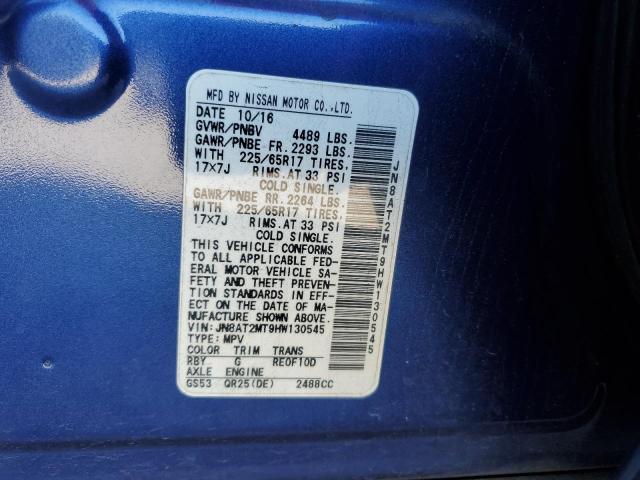 MFD BY NISSAN MOTOR CO.,LTD.
DATE 10/16
GVWR/PNBV 4489 LBS.
GAWR/PNBE FR. 2293 LBS.
WITH 225/65R17 TIRES.
17X7J RIMS.AT 33 PSI
COLD SINGLE.
GAWR/PNBE RR. 2264 LBS.
WITH 225/65R17 TIRES.
17X7J RIMS.AT 33 PSI
COLD SINGLE.
THIS VEHICLE CONFORMS
TO ALL APPLICABLE FED-
ERAL MOTOR VEHICLE SA-
FETY AND THEFT PREVEN-
TION STANDARDS IN EFF-
ECT ON THE DATE OF MA-
NUFACTURE SHOWN ABOVE.
VIN: JN8AT2MT9HW130545
TYPE: MPV
COLOR TRIM TRANS
RBY G RE0F10D
AXLE ENGINE
GS53 QR25(DE) 2488CC
JN8AT2MT9HW130545